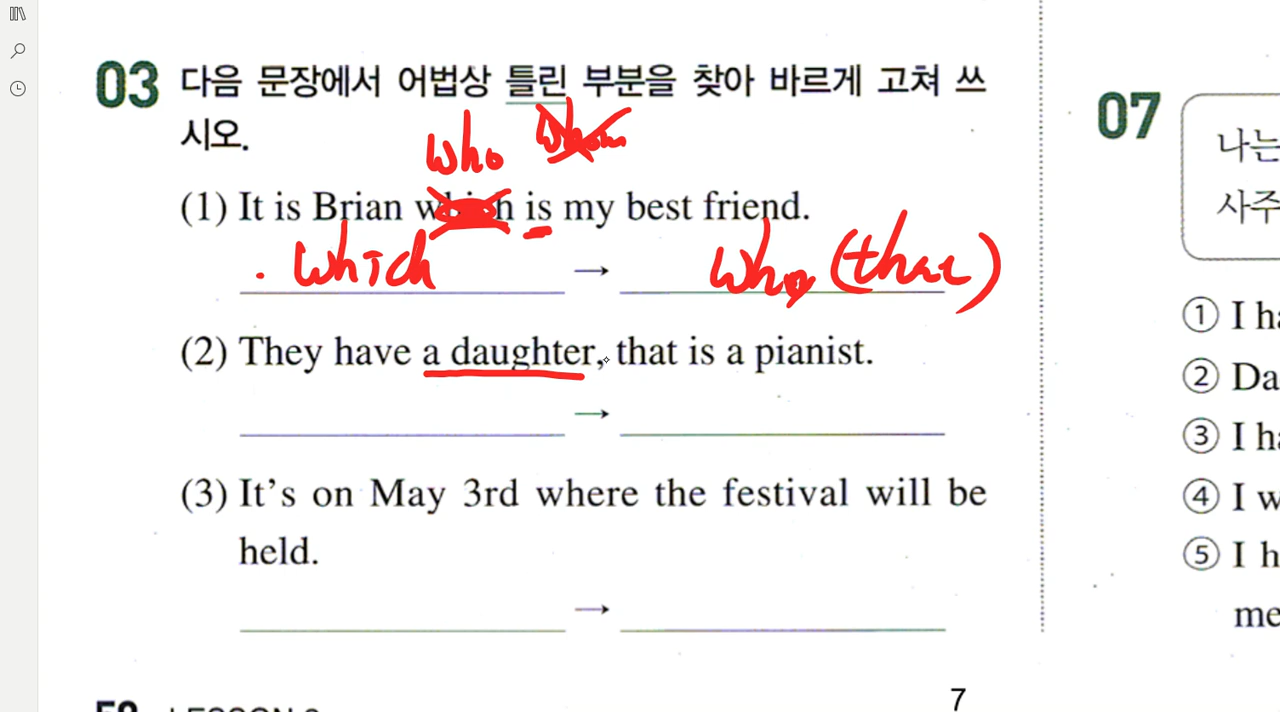 03 다음 문장에서 어법상 틀린 부분을 찾아 바르게 고쳐 쓰
시오.
who whom
(1) It is Brian which is my best friend.
. which → who (that)
(2) They have a daughter, that is a pianist.
→
(3) It's on May 3rd where the festival will be
held.
→
7
07
나는
사주
① I ha
② Da
③ I ha
④ I w
⑤ I h
me